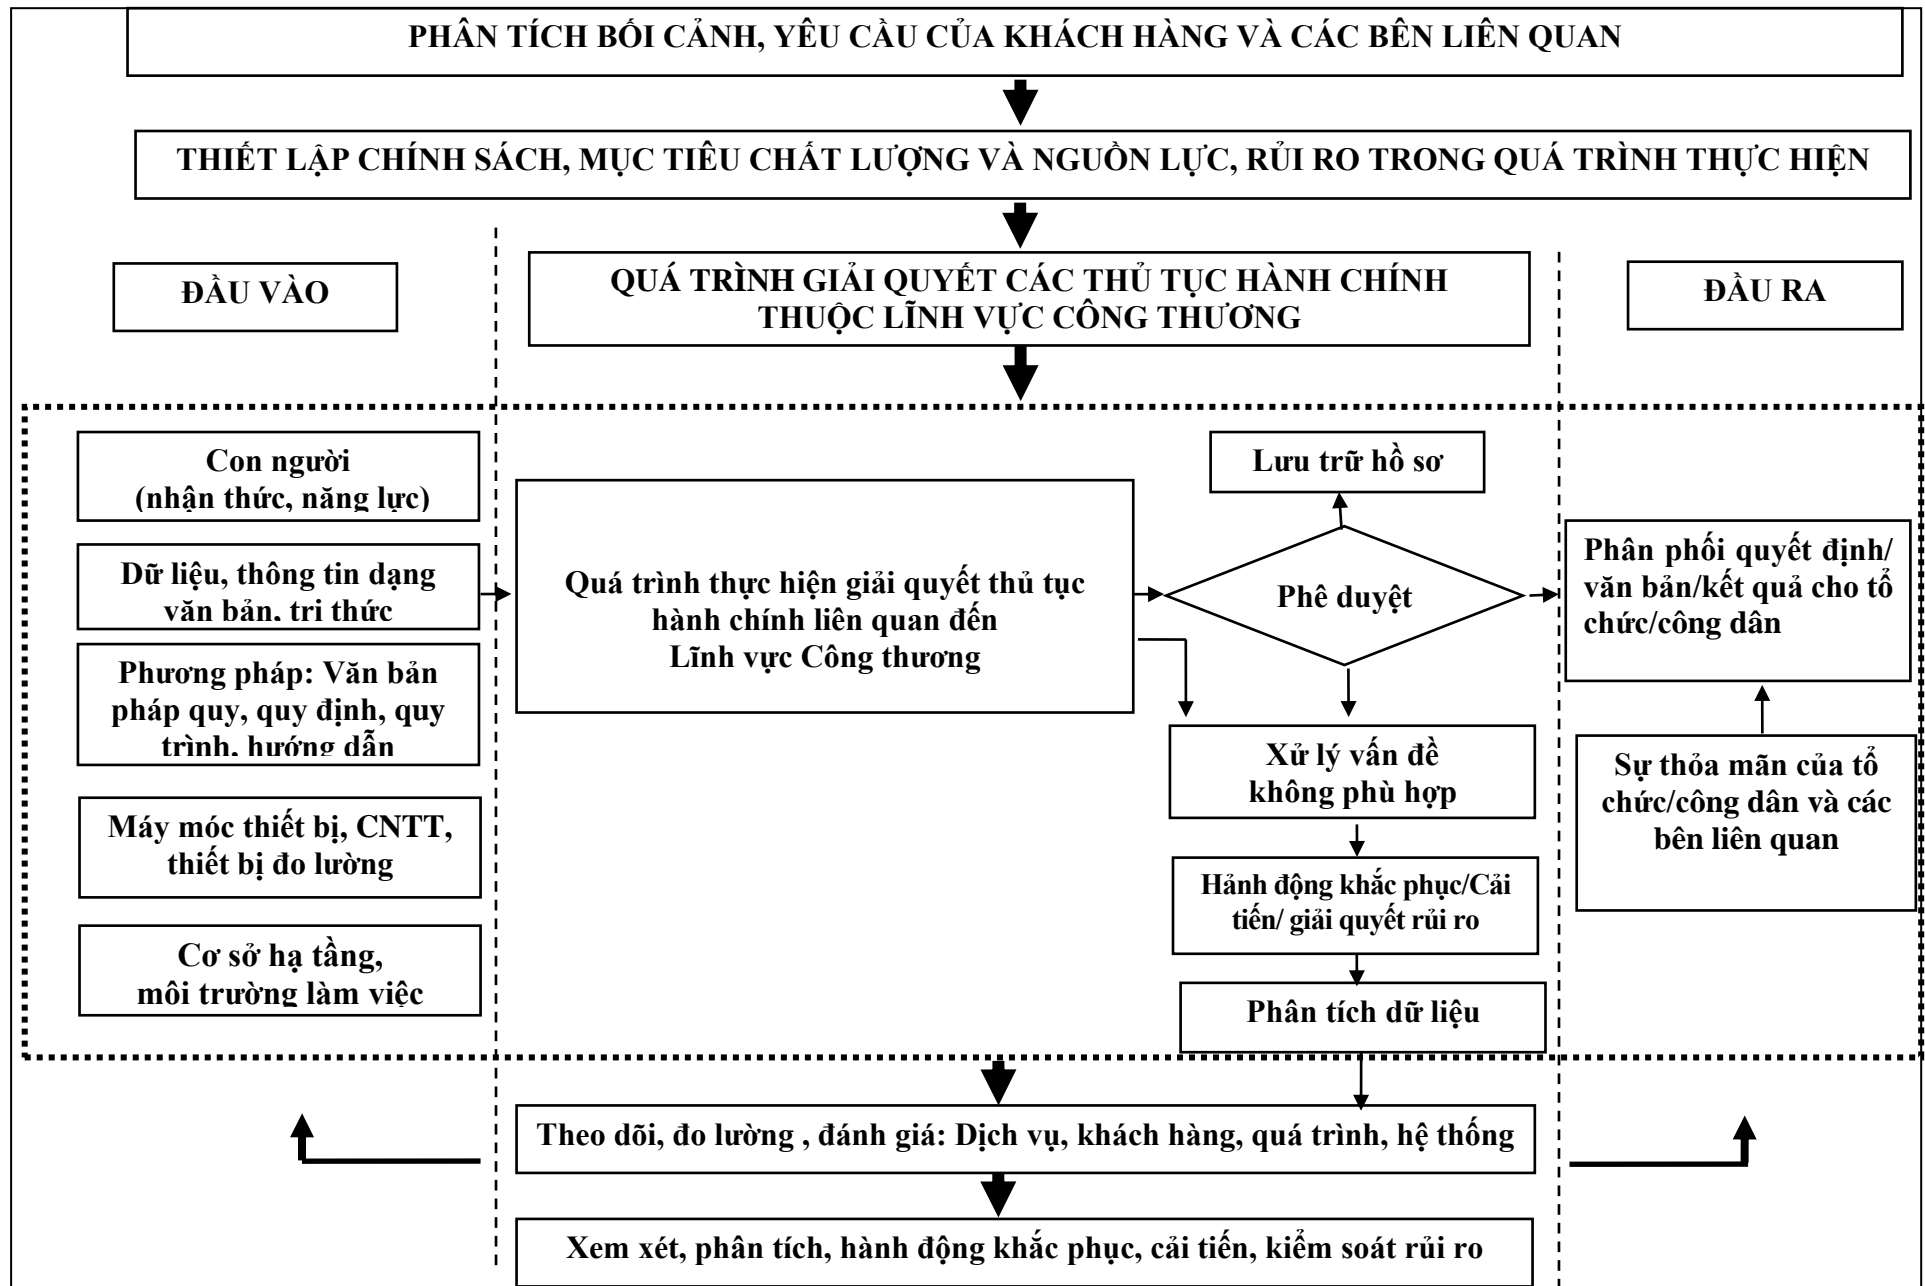 PHÂN TÍCH BỐI CẢNH, YÊU CẦU CỦA KHÁCH HÀNG VÀ CÁC BÊN LIÊN QUAN
THIẾT LẬP CHÍNH SÁCH, MỤC TIÊU CHẤT LƯỢNG VÀ NGUỒN LỰC, RỦI RO TRONG QUÁ TRÌNH THỰC HIỆN
ĐẦU VÀO
QUÁ TRÌNH GIẢI QUYẾT CÁC THỦ TỤC HÀNH CHÍNH
THUỘC LĨNH VỰC CÔNG THƯƠNG
ĐẦU RA
Con người
(nhận thức, năng lực)
Dữ liệu, thông tin dạng
văn bản, tri thức
Phương pháp: Văn bản
pháp quy, quy định, quy
trình, hướng dẫn
Máy móc thiết bị, CNTT,
thiết bị đo lường
Cơ sở hạ tầng,
môi trường làm việc
Quá trình thực hiện giải quyết thủ tục
hành chính liên quan đến
Lĩnh vực Công thương
Lưu trữ hồ sơ
Phê duyệt
Xử lý vấn đề
không phù hợp
Hảnh động khắc phục/Cải
tiến/ giải quyết rủi ro
Phân tích dữ liệu
Phân phối quyết định/
văn bản/kết quả cho tổ
chức/công dân
Sự thỏa mãn của tổ
chức/công dân và các
bên liên quan
Theo dõi, đo lường , đánh giá: Dịch vụ, khách hàng, quá trình, hệ thống
Xem xét, phân tích, hành động khắc phục, cải tiến, kiểm soát rủi ro